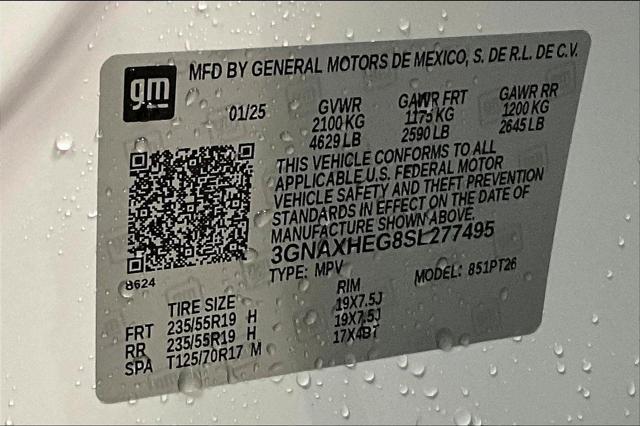 gm
MFD BY GENERAL MOTORS DE MEXICO, S. DE R.L. DE C.V.
01/25
GVWR GAWR FRT GAWR RR
2100 KG 1175 KG 1200 KG
4629 LB 2590 LB 2645 LB
THIS VEHICLE CONFORMS TO ALL
APPLICABLE U.S. FEDERAL MOTOR
VEHICLE SAFETY AND THEFT PREVENTION
STANDARDS IN EFFECT ON THE DATE OF
MANUFACTURE SHOWN ABOVE.
3GNAXHEG8SL277495
TYPE: MPV MODEL: 851PT26
8624
TIRE SIZE RIM
FRT 235/55R19 H 19X7.5J
RR 235/55R19 H 19X7.5J
SPA T125/70R17 M 17X4BT